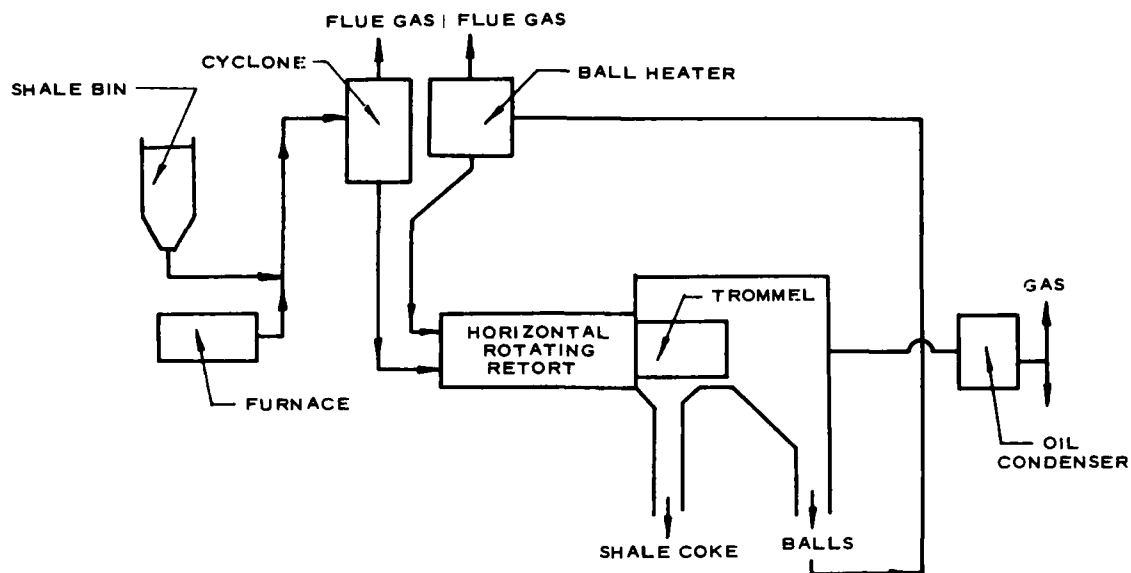 FLUE GAS | FLUE GAS
CYCLONE
BALL HEATER
SHALE BIN
TROMMEL
GAS
HORIZONTAL
ROTATING
RETORT
FURNACE
OIL
CONDENSER
SHALE COKE
BALLS